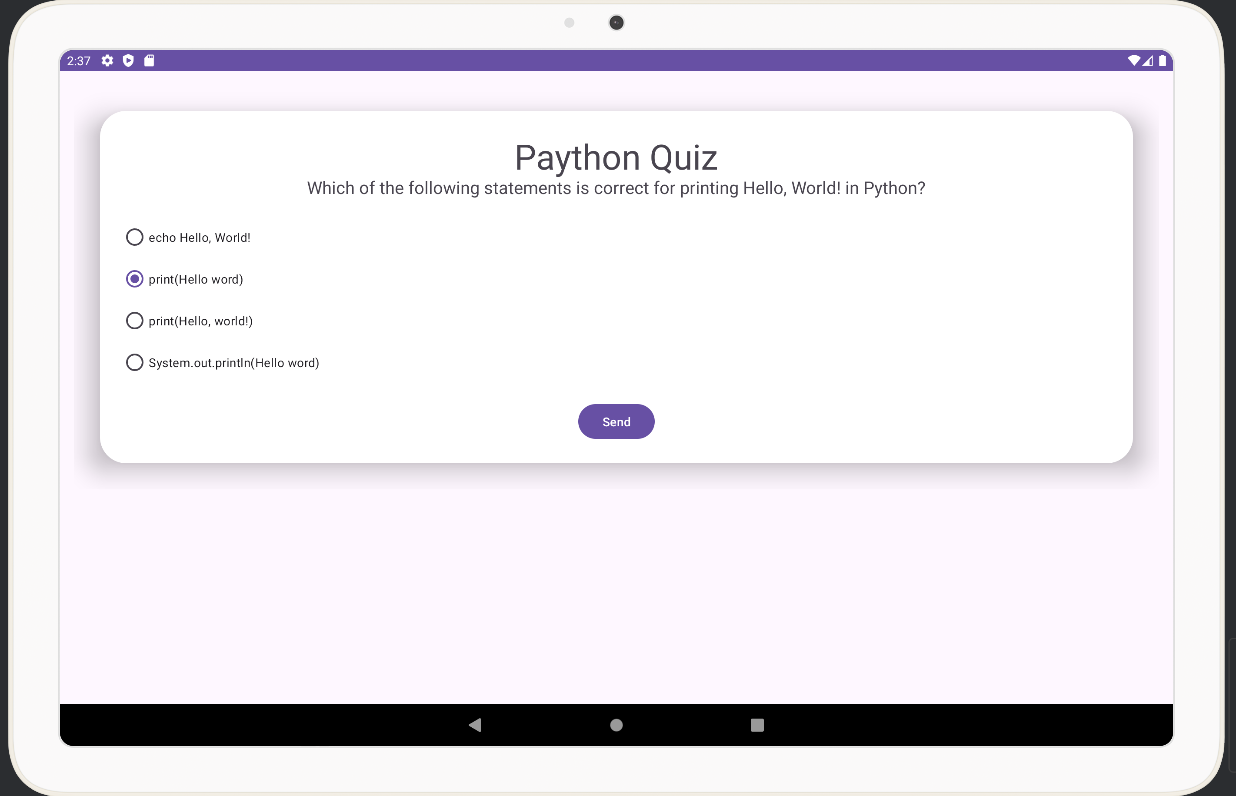 2:37
Paython Quiz
Which of the following statements is correct for printing Hello, World! in Python?
echo Hello, World!
print(Hello word)
print(Hello, world!)
System.out.println(Hello word)
Send